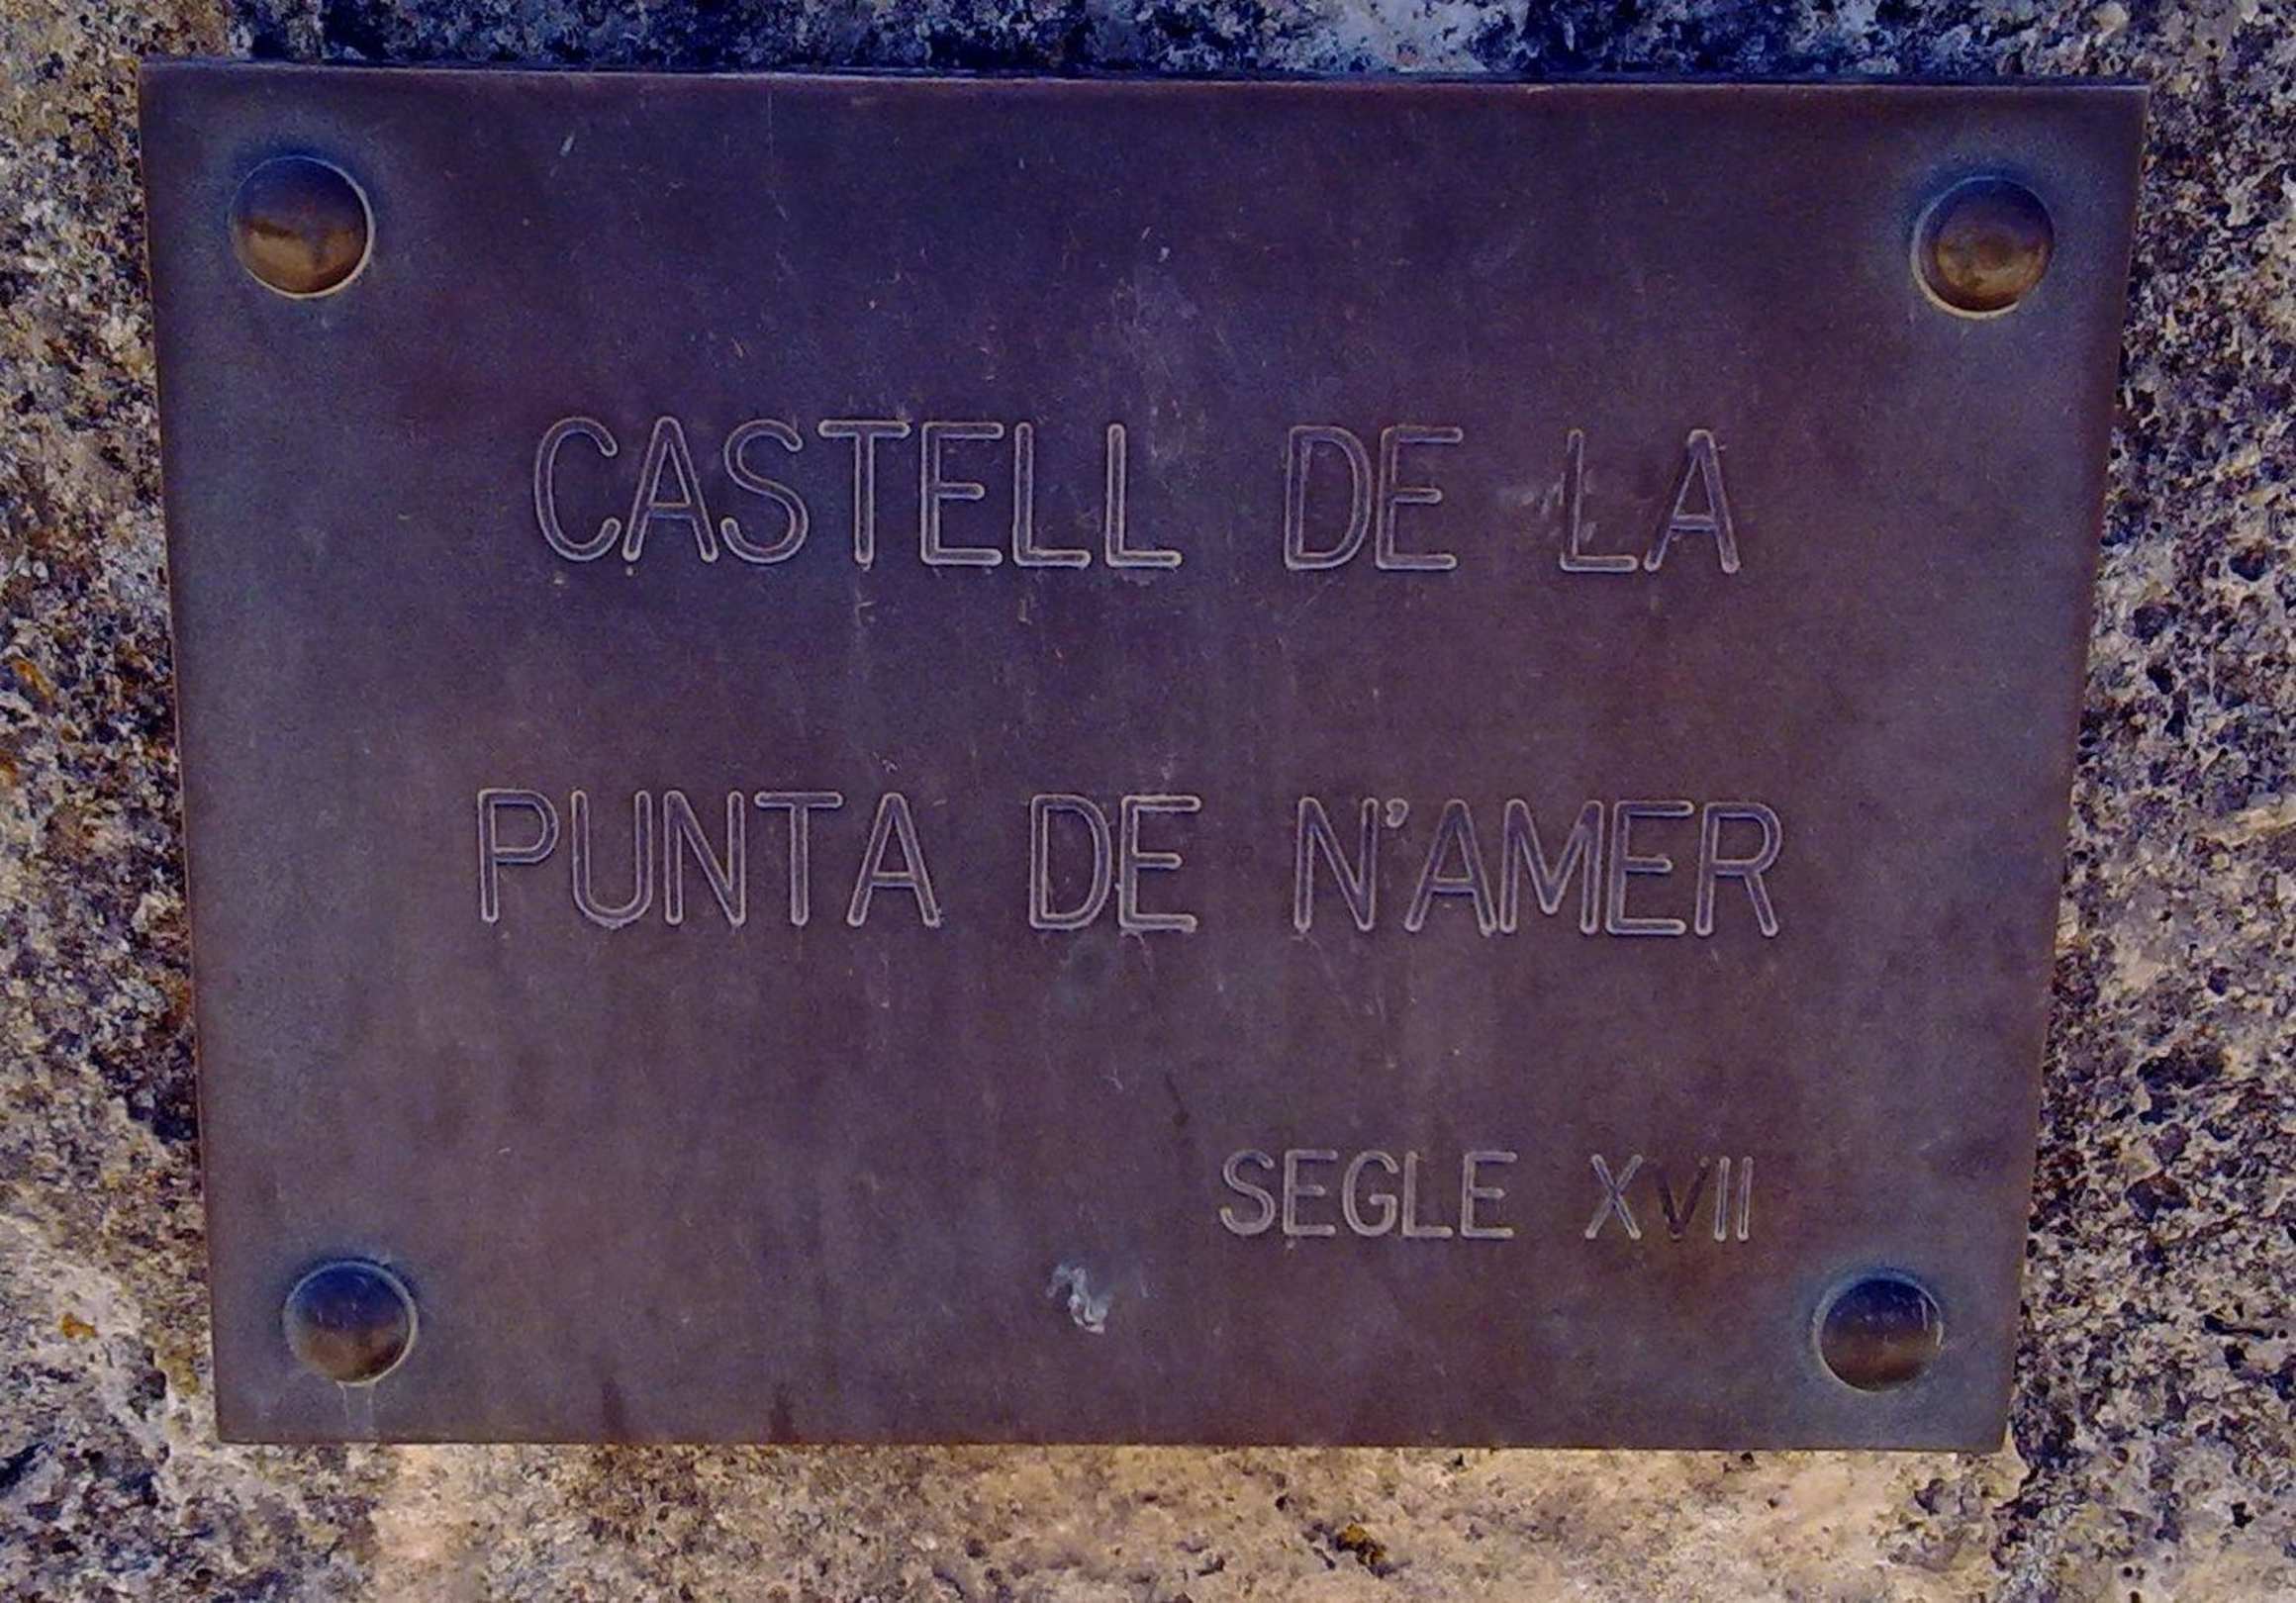 CASTELL DE LA
PUNTA DE N'AMER
SEGLE XVII